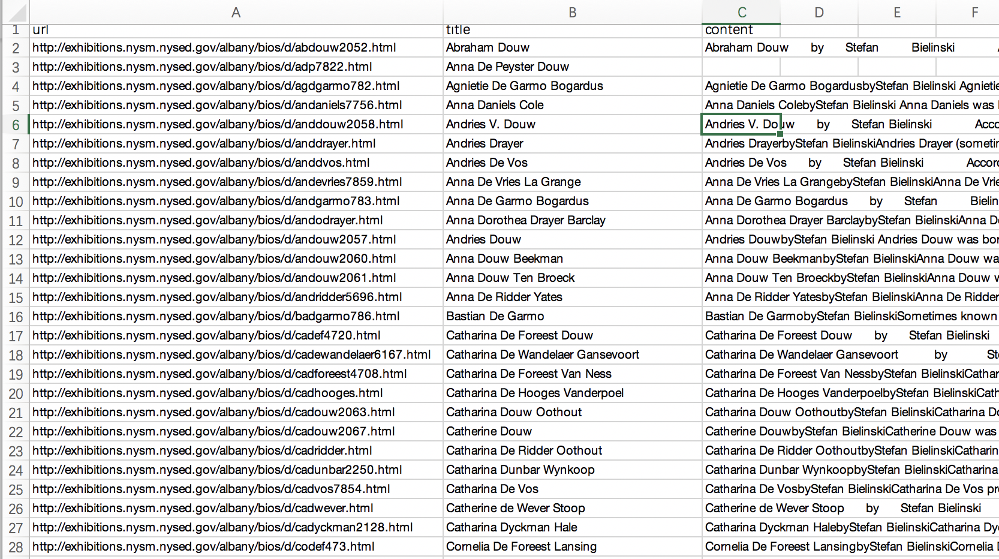 A B C D E F
1 url title content
2 http://exhibitions.nysm.nysed.gov/albany/bios/d/abdouw2052.html Abraham Douw Abraham Douw by Stefan Bielinski
3 http://exhibitions.nysm.nysed.gov/albany/bios/d/adp7822.html Anna De Peyster Douw
4 http://exhibitions.nysm.nysed.gov/albany/bios/d/agdgarmo782.html Agnietie De Garmo Bogardus Agnietie De Garmo BogardusbyStefan Bielinski Agnietie
5 http://exhibitions.nysm.nysed.gov/albany/bios/d/andaniels7756.html Anna Daniels Cole Anna Daniels ColebyStefan Bielinski Anna Daniels was
6 http://exhibitions.nysm.nysed.gov/albany/bios/d/anddouw2058.html Andries V. Douw Andries V. Douw by Stefan Bielinski Acco
7 http://exhibitions.nysm.nysed.gov/albany/bios/d/anddrayer.html Andries Drayer Andries DrayerbyStefan BielinskiAndries Drayer (sometin
8 http://exhibitions.nysm.nysed.gov/albany/bios/d/anddvos.html Andries De Vos Andries De Vos by Stefan Bielinski Accord
9 http://exhibitions.nysm.nysed.gov/albany/bios/d/andevries7859.html Anna De Vries La Grange Anna De Vries La GrangebyStefan BielinskiAnna De Vrie
10 http://exhibitions.nysm.nysed.gov/albany/bios/d/andgarmo783.html Anna De Garmo Bogardus Anna De Garmo Bogardus by Stefan Bielin
11 http://exhibitions.nysm.nysed.gov/albany/bios/d/andodrayer.html Anna Dorothea Drayer Barclay Anna Dorothea Drayer BarclaybyStefan BielinskiAnna D
12 http://exhibitions.nysm.nysed.gov/albany/bios/d/andouw2057.html Andries Douw Andries DouwbyStefan Bielinski Andries Douw was bor
13 http://exhibitions.nysm.nysed.gov/albany/bios/d/andouw2060.html Anna Douw Beekman Anna Douw BeekmanbyStefan BielinskiAnna Douw wa
14 http://exhibitions.nysm.nysed.gov/albany/bios/d/andouw2061.html Anna Douw Ten Broeck Anna Douw Ten BroeckbyStefan BielinskiAnna Douw w
15 http://exhibitions.nysm.nysed.gov/albany/bios/d/andridder5696.html Anna De Ridder Yates Anna De Ridder YatesbyStefan BielinskiAnna De Ridder
16 http://exhibitions.nysm.nysed.gov/albany/bios/d/badgarmo786.html Bastian De Garmo Bastian De GarmobyStefan BielinskiSometimes known
17 http://exhibitions.nysm.nysed.gov/albany/bios/d/cadef4720.html Catharina De Foreest Douw Catharina De Foreest Douw by Stefan Bielinski
18 http://exhibitions.nysm.nysed.gov/albany/bios/d/cadewandelaer6167.html Catharina De Wandelaer Gansevoort Catharina De Wandelaer Gansevoort by Ste
19 http://exhibitions.nysm.nysed.gov/albany/bios/d/cadforeest4708.html Catharina De Foreest Van Ness Catharina De Foreest Van NessbyStefan BielinskiCathar
20 http://exhibitions.nysm.nysed.gov/albany/bios/d/cadhooges.html Catharina De Hooges Vanderpoel Catharina De Hooges VanderpoelbyStefan BielinskiCath
21 http://exhibitions.nysm.nysed.gov/albany/bios/d/cadouw2063.html Catharina Douw Oothout Catharina Douw OothoutbyStefan BielinskiCatharina Do
22 http://exhibitions.nysm.nysed.gov/albany/bios/d/cadouw2067.html Catherine Douw Catherine DouwbyStefan BielinskiCatherine Douw was
23 http://exhibitions.nysm.nysed.gov/albany/bios/d/cadridder.html Catharina De Ridder Oothout Catharina De Ridder OothoutbyStefan BielinskiCatharin
24 http://exhibitions.nysm.nysed.gov/albany/bios/d/cadunbar2250.html Catharina Dunbar Wynkoop Catharina Dunbar WynkoopbyStefan BielinskiCatharina
25 http://exhibitions.nysm.nysed.gov/albany/bios/d/cadvos7854.html Catharina De Vos Catharina De VosbyStefan BielinskiCatharina De Vos pr
26 http://exhibitions.nysm.nysed.gov/albany/bios/d/cadwever.html Catherine de Wever Stoop Catherine de Wever Stoop by Stefan Bielinski
27 http://exhibitions.nysm.nysed.gov/albany/bios/d/cadyckman2128.html Catharina Dyckman Hale Catharina Dyckman HalebyStefan BielinskiCatharina Dy
28 http://exhibitions.nysm.nysed.gov/albany/bios/d/codef473.html Cornelia De Foreest Lansing Cornelia De Foreest LansingbyStefan BielinskiCornelia